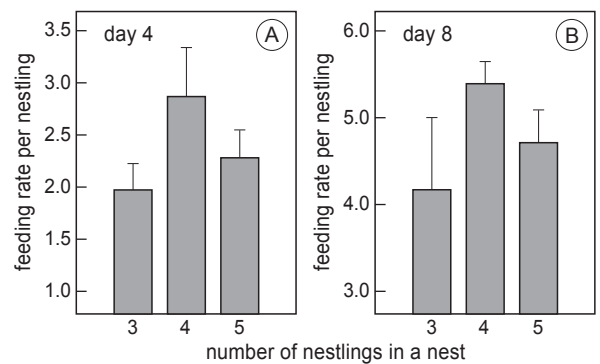 day 4
A
feeding rate per nestling
3.5
3.0
2.5
2.0
1.5
1.0
3 4 5
day 8
B
feeding rate per nestling
6.0
5.0
4.0
3.0
3 4 5
number of nestlings in a nest